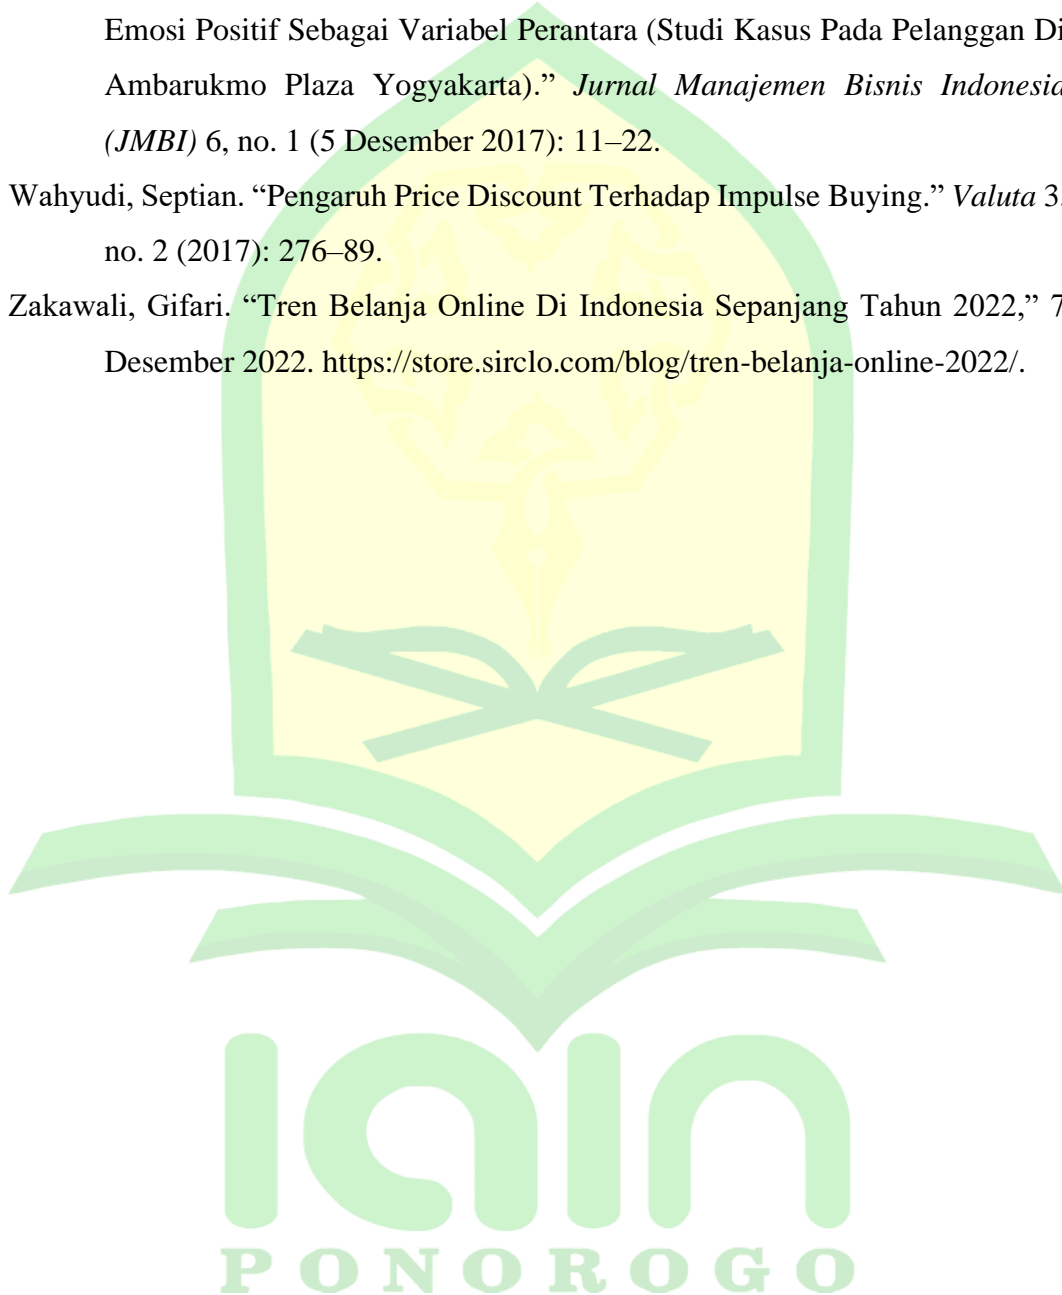 Emosi Positif Sebagai Variabel Perantara (Studi Kasus Pada Pelanggan Di
Ambarukmo Plaza Yogyakarta).” Jurnal Manajemen Bisnis Indonesia
(JMBI) 6, no. 1 (5 Desember 2017): 11–22.
Wahyudi, Septian. “Pengaruh Price Discount Terhadap Impulse Buying.” Valuta 3,
no. 2 (2017): 276–89.
Zakawali, Gifari. “Tren Belanja Online Di Indonesia Sepanjang Tahun 2022,” 7
Desember 2022. https://store.sirclo.com/blog/tren-belanja-online-2022/.
iain
PONOROGO